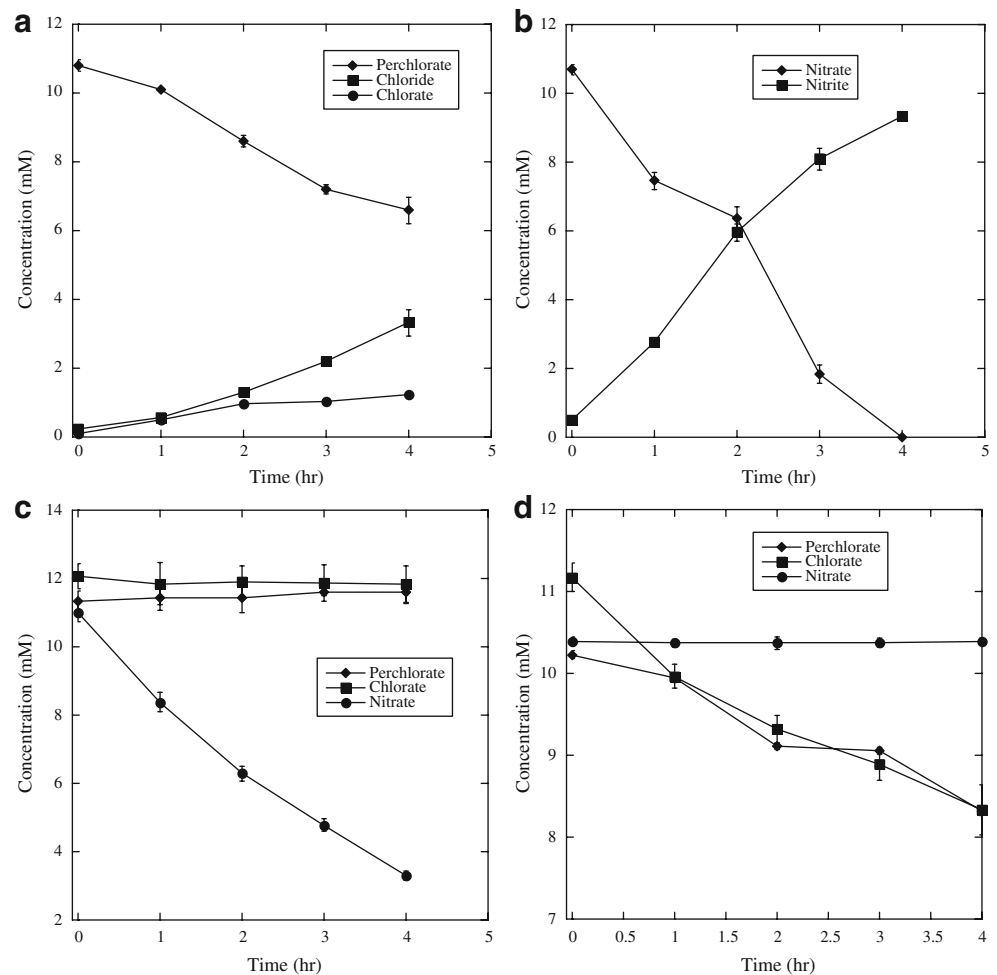 a
12
10
8
6
4
2
0
Concentration (mM)
Perchlorate
Chloride
Chlorate
0 1 2 3 4 5
Time (hr)
b
12
10
8
6
4
2
0
Concentration (mM)
Nitrate
Nitrite
0 1 2 3 4 5
Time (hr)
c
14
12
10
8
6
4
2
Concentration (mM)
Perchlorate
Chlorate
Nitrate
0 1 2 3 4 5
Time (hr)
d
12
11
10
9
8
7
Concentration (mM)
Perchlorate
Chlorate
Nitrate
0 0.5 1 1.5 2 2.5 3 3.5 4
Time (hr)